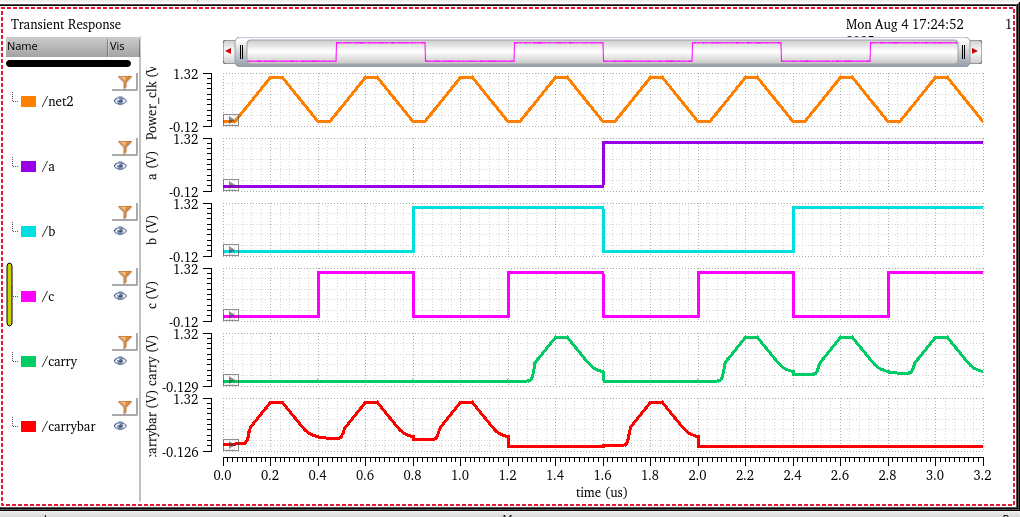 Transient Response
Mon Aug 4 17:24:52
1
Name
Vis
/net2
/a
/b
/c
/carry
/carrybar
Power_clk (V
1.32
-0.12
a (V)
1.32
-0.12
b (V)
1.32
-0.12
c (V)
1.32
-0.12
carry (V)
1.32
-0.129
arrybar (V)
1.32
-0.126
0.0 0.2 0.4 0.6 0.8 1.0 1.2 1.4 1.6 1.8 2.0 2.2 2.4 2.6 2.8 3.0 3.2
time (us)